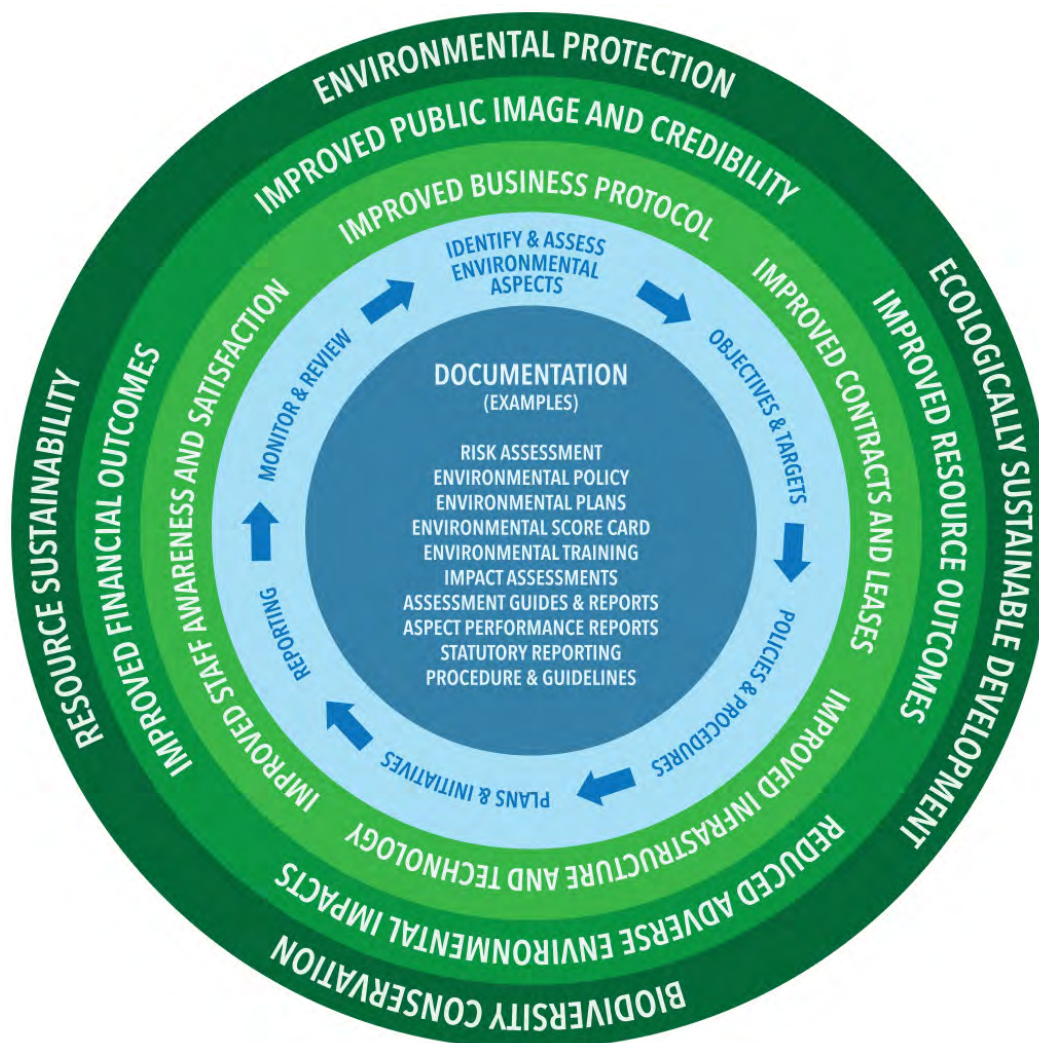 ENVIRONMENTAL PROTECTION
ECOLOGICALLY SUSTAINABLE DEVELOPMENT
BIODIVERSITY CONSERVATION
RESOURCE SUSTAINABILITY
IMPROVED PUBLIC IMAGE AND CREDIBILITY
IMPROVED RESOURCE OUTCOMES
REDUCED ADVERSE ENVIRONMENTAL IMPACTS
IMPROVED FINANCIAL OUTCOMES
IMPROVED BUSINESS PROTOCOL
IMPROVED CONTRACTS AND LEASES
IMPROVED INFRASTRUCTURE AND TECHNOLOGY
IMPROVED STAFF AWARENESS AND SATISFACTION
IDENTIFY & ASSESS
ENVIRONMENTAL
ASPECTS
OBJECTIVES & TARGETS
POLICIES & PROCEDURES
PLANS & INITIATIVES
REPORTING
MONITOR & REVIEW
DOCUMENTATION
(EXAMPLES)
RISK ASSESSMENT
ENVIRONMENTAL POLICY
ENVIRONMENTAL PLANS
ENVIRONMENTAL SCORE CARD
ENVIRONMENTAL TRAINING
IMPACT ASSESSMENTS
ASSESSMENT GUIDES & REPORTS
ASPECT PERFORMANCE REPORTS
STATUTORY REPORTING
PROCEDURE & GUIDELINES